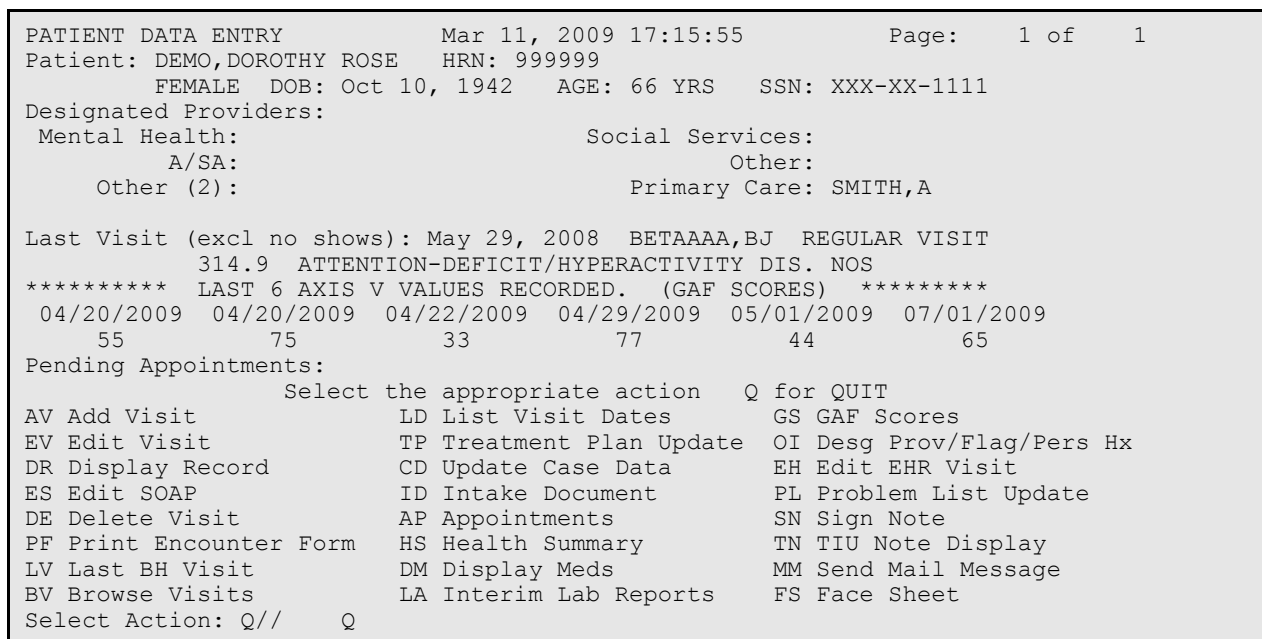 PATIENT DATA ENTRY Mar 11, 2009 17:15:55 Page: 1 of 1
Patient: DEMO,DOROTHY ROSE HRN: 999999
FEMALE DOB: Oct 10, 1942 AGE: 66 YRS SSN: XXX-XX-1111
Designated Providers:
Mental Health: Social Services:
A/SA: Other:
Other (2): Primary Care: SMITH,A
Last Visit (excl no shows): May 29, 2008 BETAAAA,BJ REGULAR VISIT
314.9 ATTENTION-DEFICIT/HYPERACTIVITY DIS. NOS
********** LAST 6 AXIS V VALUES RECORDED. (GAF SCORES) *********
04/20/2009 04/20/2009 04/22/2009 04/29/2009 05/01/2009 07/01/2009
55 75 33 77 44 65
Pending Appointments:
Select the appropriate action Q for QUIT
AV Add Visit LD List Visit Dates GS GAF Scores
EV Edit Visit TP Treatment Plan Update OI Desg Prov/Flag/Pers Hx
DR Display Record CD Update Case Data EH Edit EHR Visit
ES Edit SOAP ID Intake Document PL Problem List Update
DE Delete Visit AP Appointments SN Sign Note
PF Print Encounter Form HS Health Summary TN TIU Note Display
LV Last BH Visit DM Display Meds MM Send Mail Message
BV Browse Visits LA Interim Lab Reports FS Face Sheet
Select Action: Q// Q